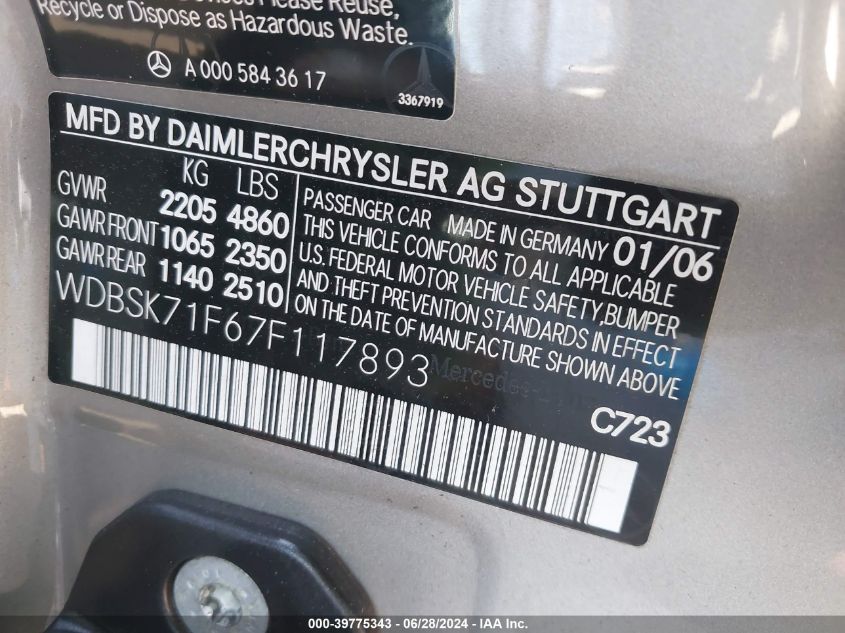 Please Reuse,
Recycle or Dispose as Hazardous Waste.
A 000 584 36 17
3367919
MFD BY DAIMLERCHRYSLER AG STUTTGART
KG LBS
GVWR 2205 4860
GAWR FRONT 1065 2350
GAWR REAR 1140 2510
WDBSK71F67F117893
PASSENGER CAR MADE IN GERMANY 01/06
THIS VEHICLE CONFORMS TO ALL APPLICABLE
U.S. FEDERAL MOTOR VEHICLE SAFETY, BUMPER
AND THEFT PREVENTION STANDARDS IN EFFECT
ON THE DATE OF MANUFACTURE SHOWN ABOVE
C723
000-39775343 - 06/28/2024 - IAA Inc.